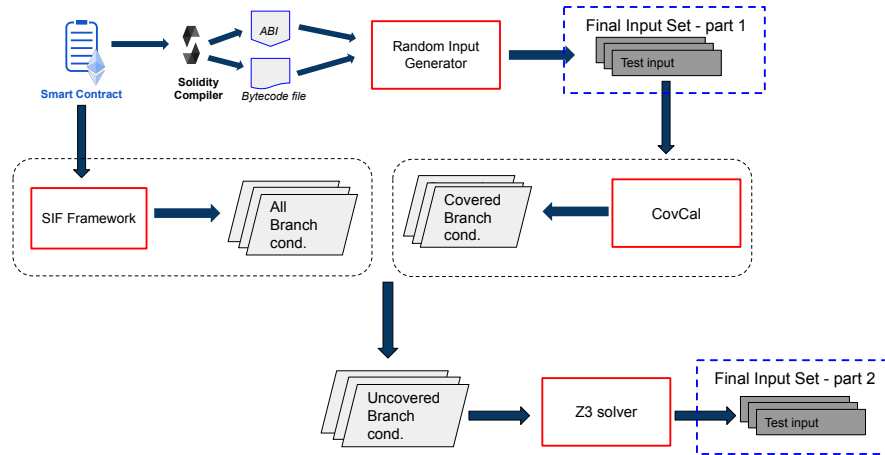 Smart Contract
Solidity
Compiler
ABI
Bytecode file
Random Input
Generator
Final Input Set - part 1
Test input
SIF Framework
All
Branch
cond.
Covered
Branch
cond.
CovCal
Uncovered
Branch
cond.
Z3 solver
Final Input Set - part 2
Test input